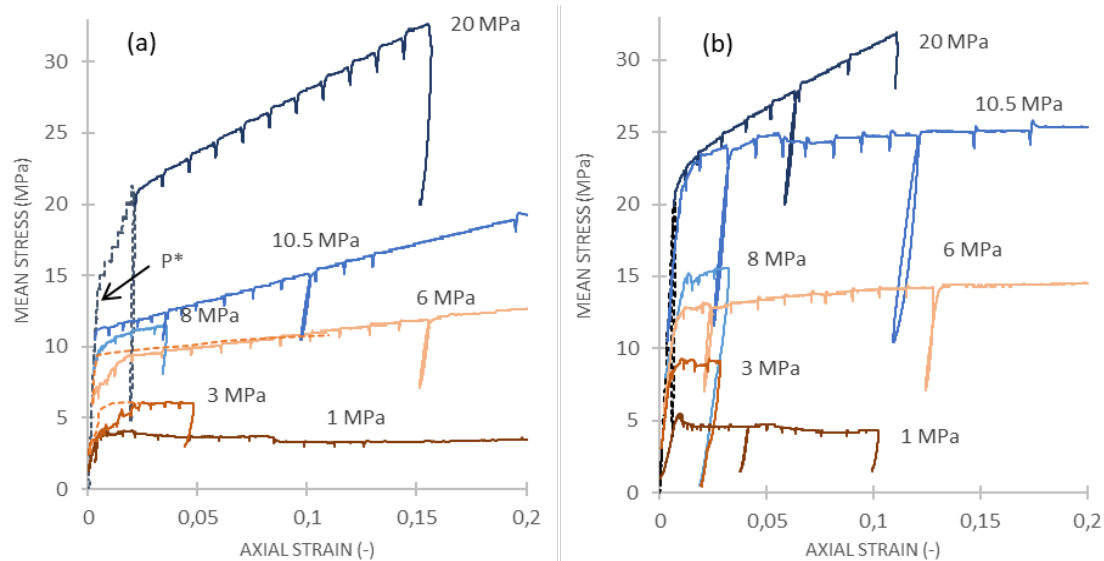 (a)
20 MPa
10.5 MPa
P*
8 MPa
6 MPa
3 MPa
1 MPa
MEAN STRESS (MPa)
30
25
20
15
10
5
0
0 0,05 0,1 0,15 0,2
AXIAL STRAIN (-)
(b)
20 MPa
10.5 MPa
8 MPa
6 MPa
3 MPa
1 MPa
MEAN STRESS (MPa)
30
25
20
15
10
5
0
0 0,05 0,1 0,15 0,2
AXIAL STRAIN (-)